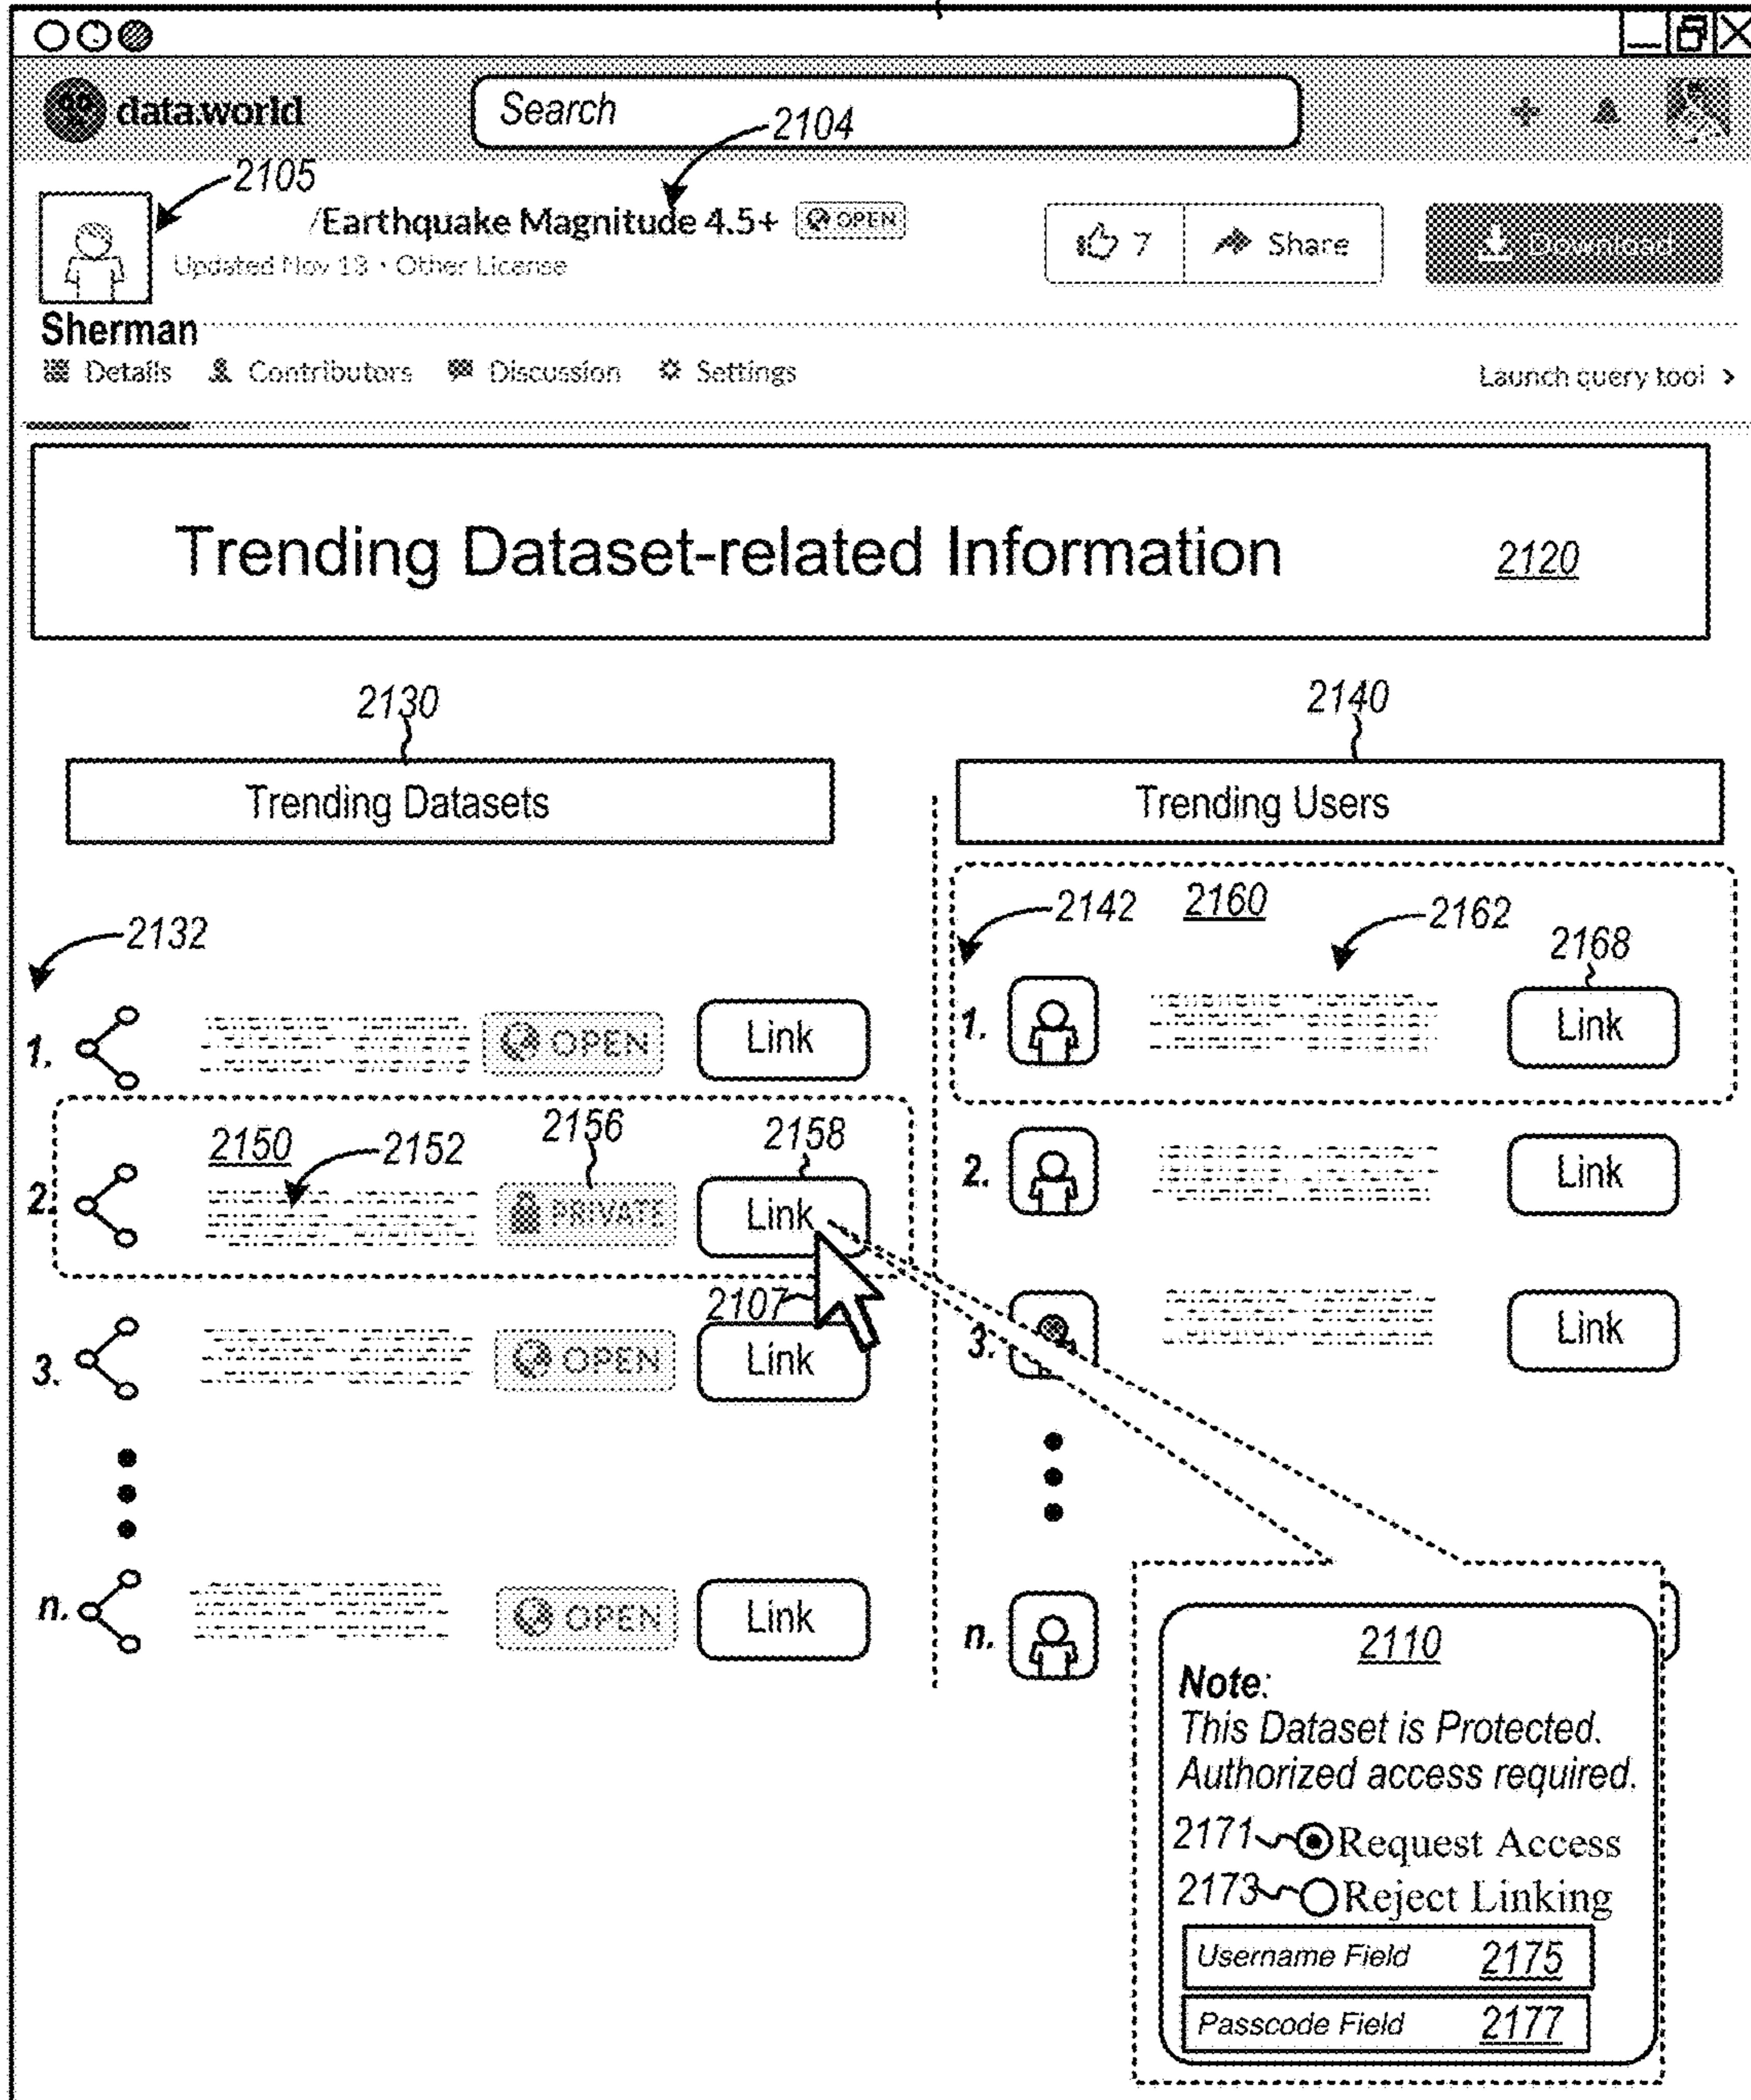 data.world
Search
2104
2105
/Earthquake Magnitude 4.5+ OPEN
7 Share Download
Updated Nov 13 • Other License
Sherman
Details Contributors Discussion Settings Launch query tool >
Trending Dataset-related Information 2120
2130 2140
Trending Datasets Trending Users
2132 2142 2160 2162 2168
1. OPEN Link 1. Link
2150 2152 2156 2158
2. PRIVATE Link 2. Link
2107
3. OPEN Link 3. Link
n. OPEN Link n.
2110
Note:
This Dataset is Protected.
Authorized access required.
2171 Request Access
2173 Reject Linking
Username Field 2175
Passcode Field 2177